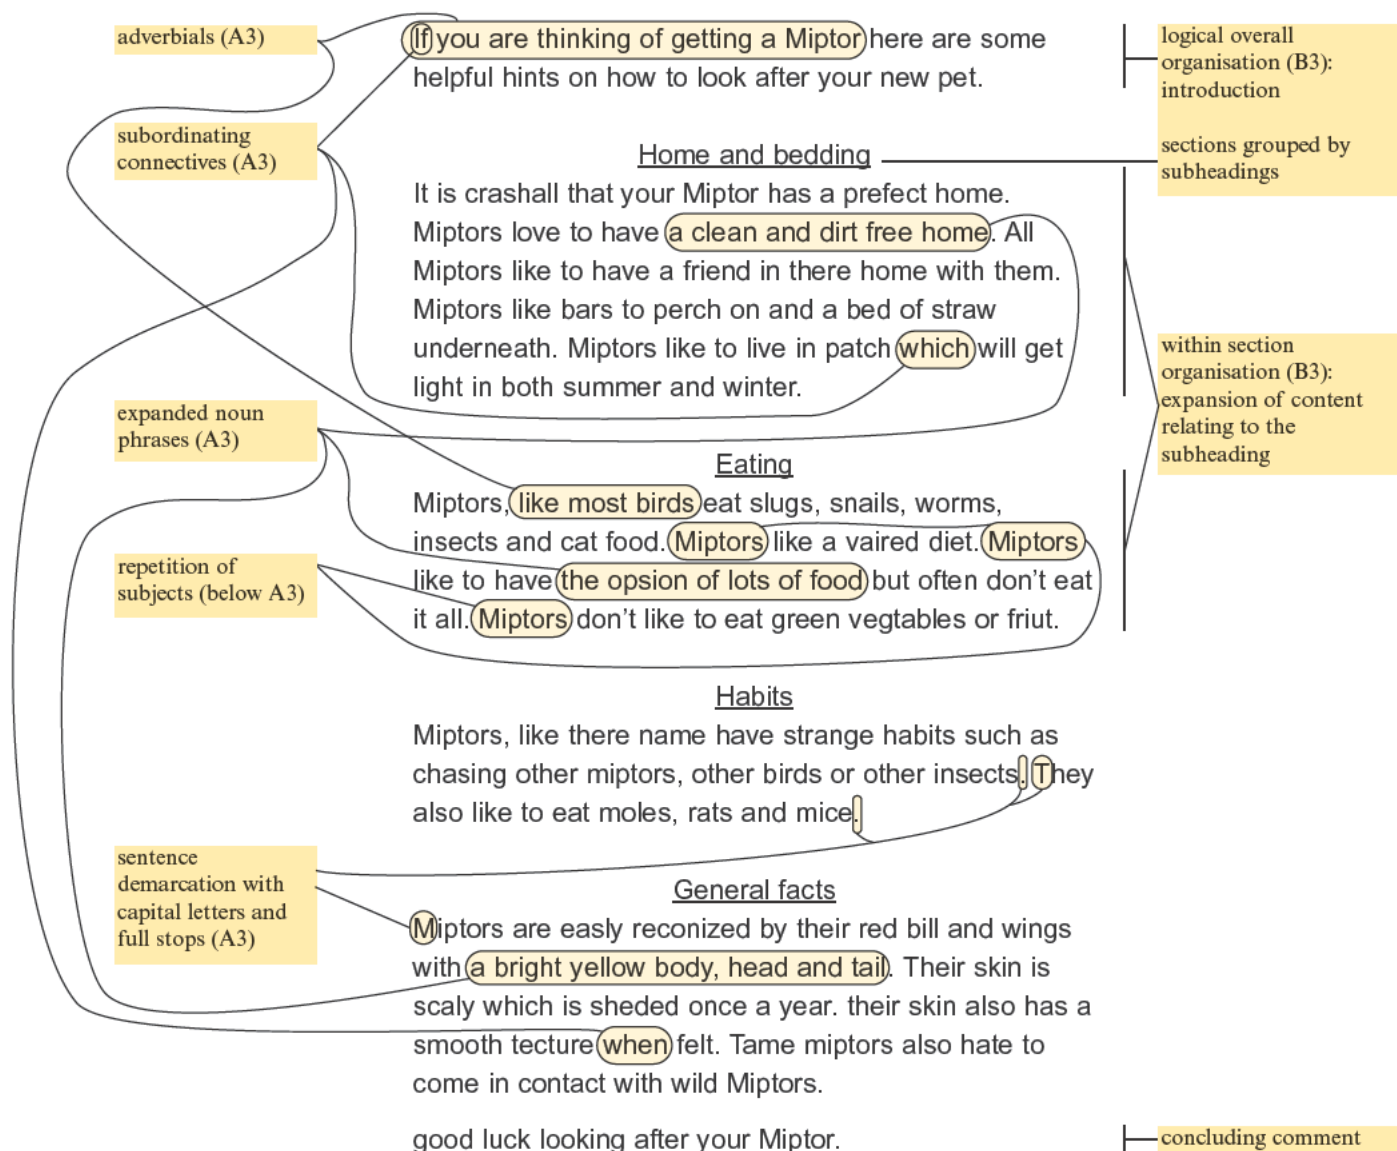 adverbials (A3)
If you are thinking of getting a Miptor here are some
helpful hints on how to look after your new pet.
logical overall
organisation (B3):
introduction
subordinating
connectives (A3)
sections grouped by
subheadings
Home and bedding
It is crashall that your Miptor has a prefect home.
Miptors love to have a clean and dirt free home. All
Miptors like to have a friend in there home with them.
Miptors like bars to perch on and a bed of straw
underneath. Miptors like to live in patch which will get
light in both summer and winter.
within section
organisation (B3):
expansion of content
relating to the
subheading
expanded noun
phrases (A3)
Eating
Miptors, like most birds eat slugs, snails, worms,
insects and cat food. Miptors like a vaired diet. Miptors
like to have the opsion of lots of food but often don't eat
it all. Miptors don't like to eat green vegtables or friut.
repetition of
subjects (below A3)
Habits
Miptors, like there name have strange habits such as
chasing other miptors, other birds or other insects. They
also like to eat moles, rats and mice.
sentence
demarcation with
capital letters and
full stops (A3)
General facts
Miptors are easly reconized by their red bill and wings
with a bright yellow body, head and tail. Their skin is
scaly which is sheded once a year. their skin also has a
smooth tecture when felt. Tame miptors also hate to
come in contact with wild Miptors.
good luck looking after your Miptor.
concluding comment